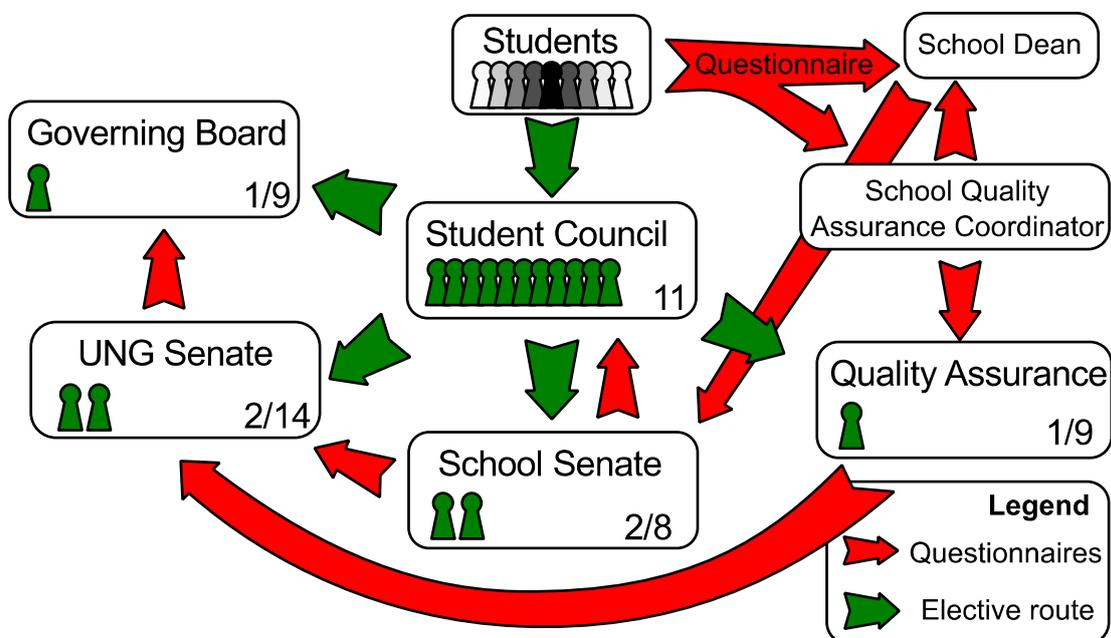 Students
Questionnaire
School Dean
Governing Board
1/9
School Quality
Assurance Coordinator
Student Council
11
UNG Senate
2/14
Quality Assurance
1/9
School Senate
2/8
Legend
Questionnaires
Elective route